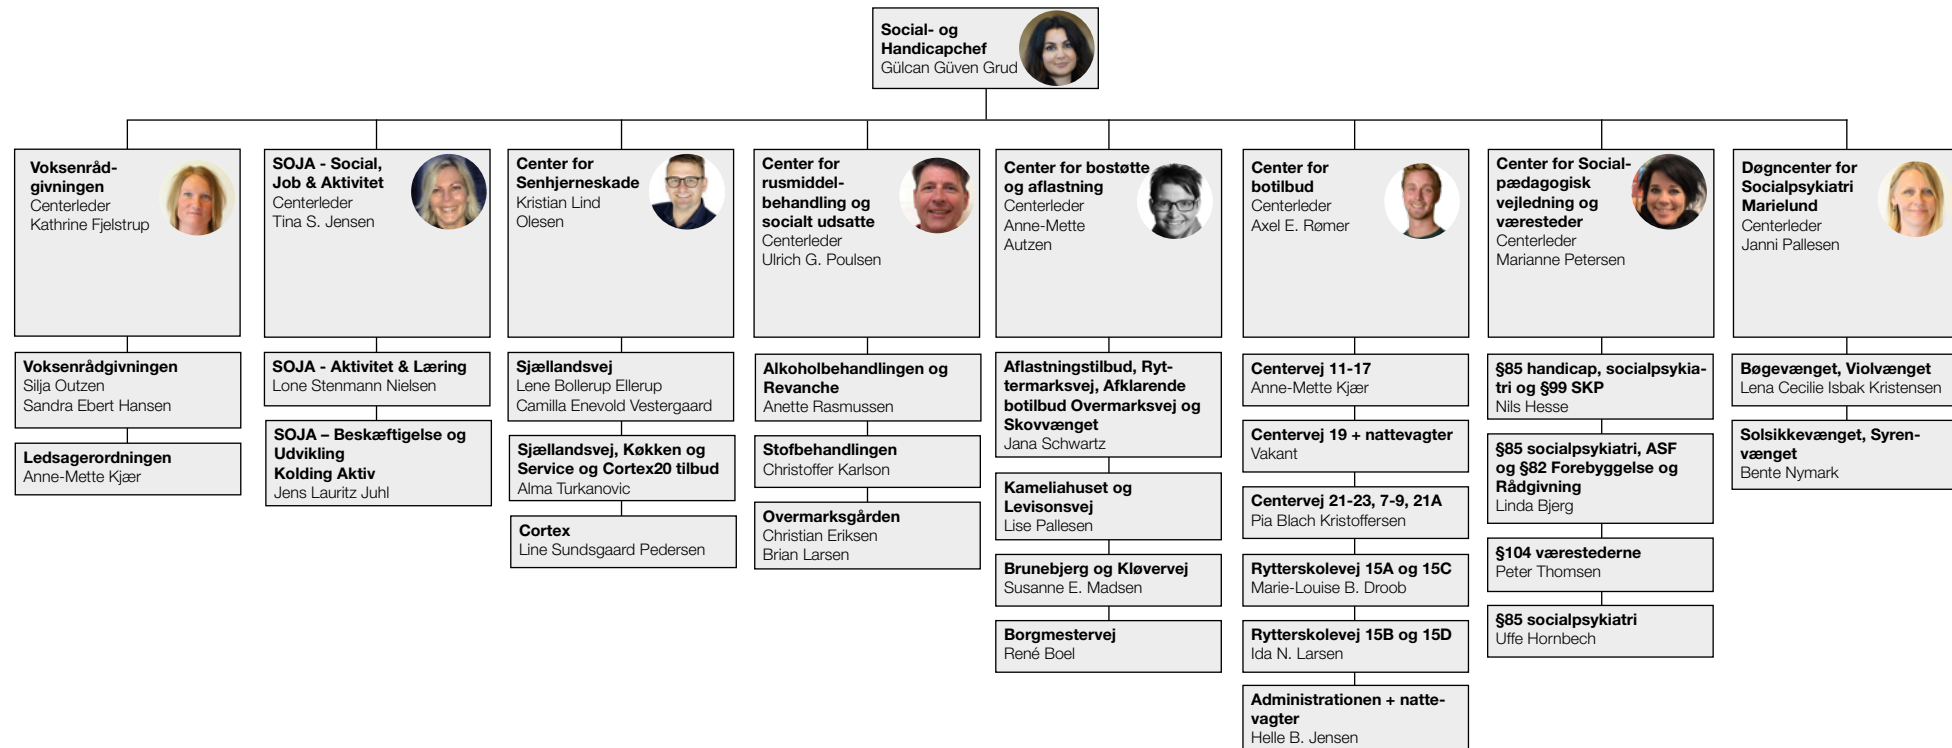 Social- og
Handicapchef
Gülcan Güven Grud
Voksenråd-
givningen
Centerleder
Kathrine Fjelstrup
Voksenrådgivningen
Silja Outzen
Sandra Ebert Hansen
Ledsagerordningen
Anne-Mette Kjær
SOJA - Social,
Job & Aktivitet
Centerleder
Tina S. Jensen
SOJA - Aktivitet & Læring
Lone Stenmann Nielsen
SOJA – Beskæftigelse og
Udvikling
Kolding Aktiv
Jens Lauritz Juhl
Center for
Senhjerneskade
Kristian Lind
Olesen
Sjællandsvej
Lene Bollerup Ellerup
Camilla Enevold Vestergaard
Sjællandsvej, Køkken og
Service og Cortex20 tilbud
Alma Turkanovic
Cortex
Line Sundsgaard Pedersen
Center for
rusmiddel-
behandling og
socialt udsatte
Centerleder
Ulrich G. Poulsen
Alkoholbehandlingen og
Revanche
Anette Rasmussen
Stofbehandlingen
Christoffer Karlson
Overmarksgården
Christian Eriksen
Brian Larsen
Center for bostøtte
og aflastning
Centerleder
Anne-Mette
Autzen
Aflastningstilbud, Ryt-
termarksvej, Afklarende
botilbud Overmarksvej og
Skovvænget
Jana Schwartz
Kameliahuset og
Levisonsvej
Lise Pallesen
Brunebjerg og Kløvervej
Susanne E. Madsen
Borgmestervej
René Boel
Center for
botilbud
Centerleder
Axel E. Rømer
Centervej 11-17
Anne-Mette Kjær
Centervej 19 + nattevagter
Vakant
Centervej 21-23, 7-9, 21A
Pia Blach Kristoffersen
Rytterskolevej 15A og 15C
Marie-Louise B. Droob
Rytterskolevej 15B og 15D
Ida N. Larsen
Administrationen + natte-
vagter
Helle B. Jensen
Center for Social-
pædagogisk
vejledning og
væresteder
Centerleder
Marianne Petersen
§85 handicap, socialpsykia-
tri og §99 SKP
Nils Hesse
§85 socialpsykiatri, ASF
og §82 Forebyggelse og
Rådgivning
Linda Bjerg
§104 værestederne
Peter Thomsen
§85 socialpsykiatri
Uffe Hornbech
Døgncenter for
Socialpsykiatri
Marielund
Centerleder
Janni Pallesen
Bøgevænget, Violvænget
Lena Cecilie Isbak Kristensen
Solsikkevænget, Syren-
vænget
Bente Nymark